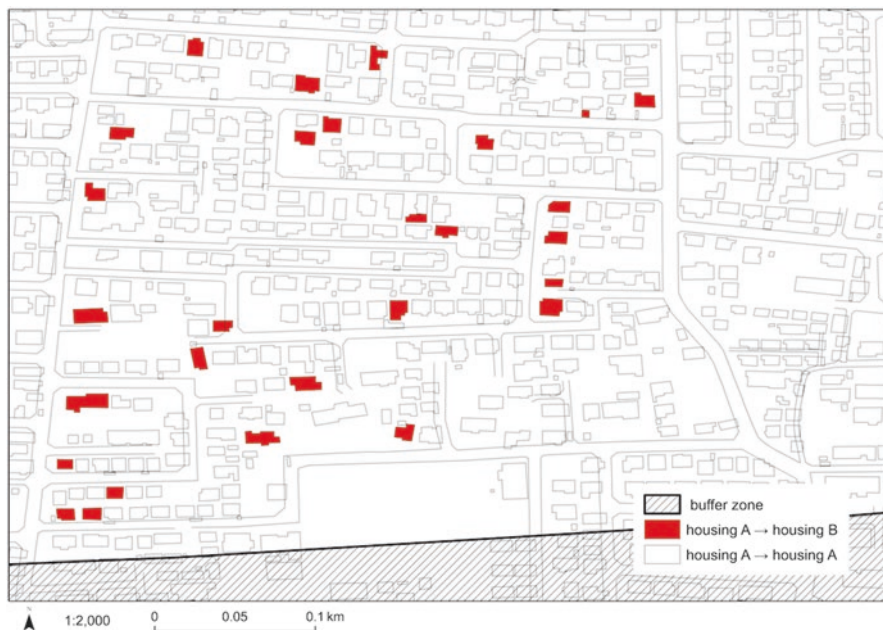 buffer zone
housing A → housing B
housing A → housing A
1:2,000 0 0.05 0.1 km